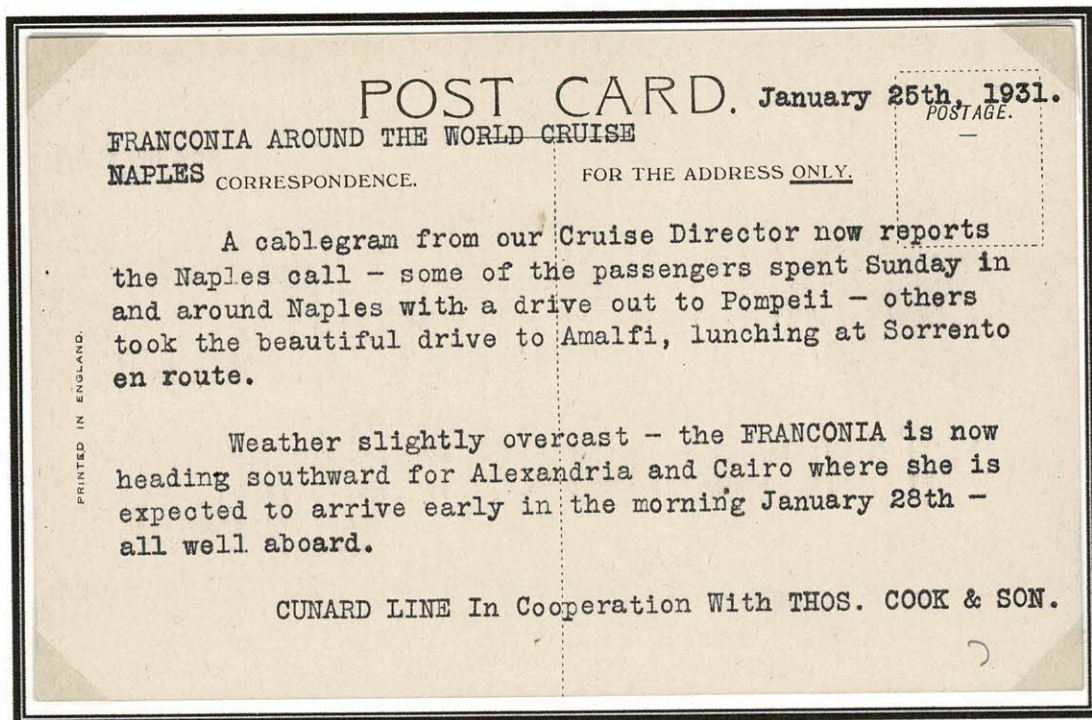 POST CARD. January 25th, 1931.
POSTAGE.
FRANCONIA AROUND THE WORLD CRUISE
NAPLES CORRESPONDENCE. FOR THE ADDRESS ONLY.
A cablegram from our Cruise Director now reports
the Naples call - some of the passengers spent Sunday in
and around Naples with a drive out to Pompeii - others
took the beautiful drive to Amalfi, lunching at Sorrento
en route.
Weather slightly overcast - the FRANCONIA is now
heading southward for Alexandria and Cairo where she is
expected to arrive early in the morning January 28th -
all well aboard.
CUNARD LINE In Cooperation With THOS. COOK & SON.
PRINTED IN ENGLAND.